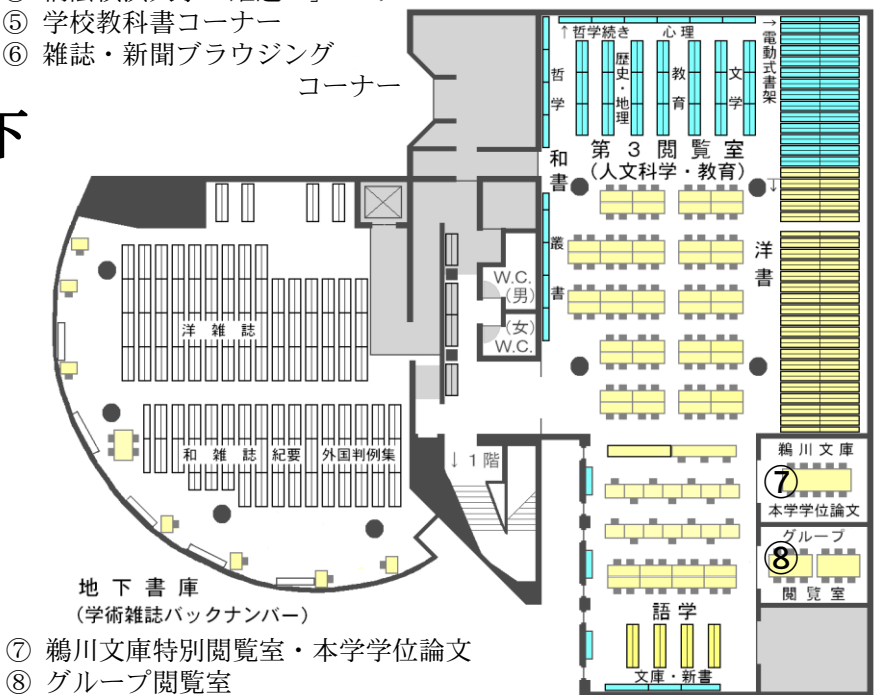 ⑤ 学校教科書コーナー
⑥ 雑誌・新聞ブラウジング
コーナー
下
↑哲学続き 心理
→電動式書架
哲学
歴史・地理
教育
文学
和書
第3閲覧室
(人文科学・教育)
↓
叢書
洋書
W.C.
(男)
(女)
W.C.
洋雑誌
和雑誌 紀要 外国判例集
↓1階
鵜川文庫
⑦
本学学位論文
グループ
⑧
閲覧室
地下書庫
(学術雑誌バックナンバー)
語学
文庫・新書
⑦ 鵜川文庫特別閲覧室・本学学位論文
⑧ グループ閲覧室